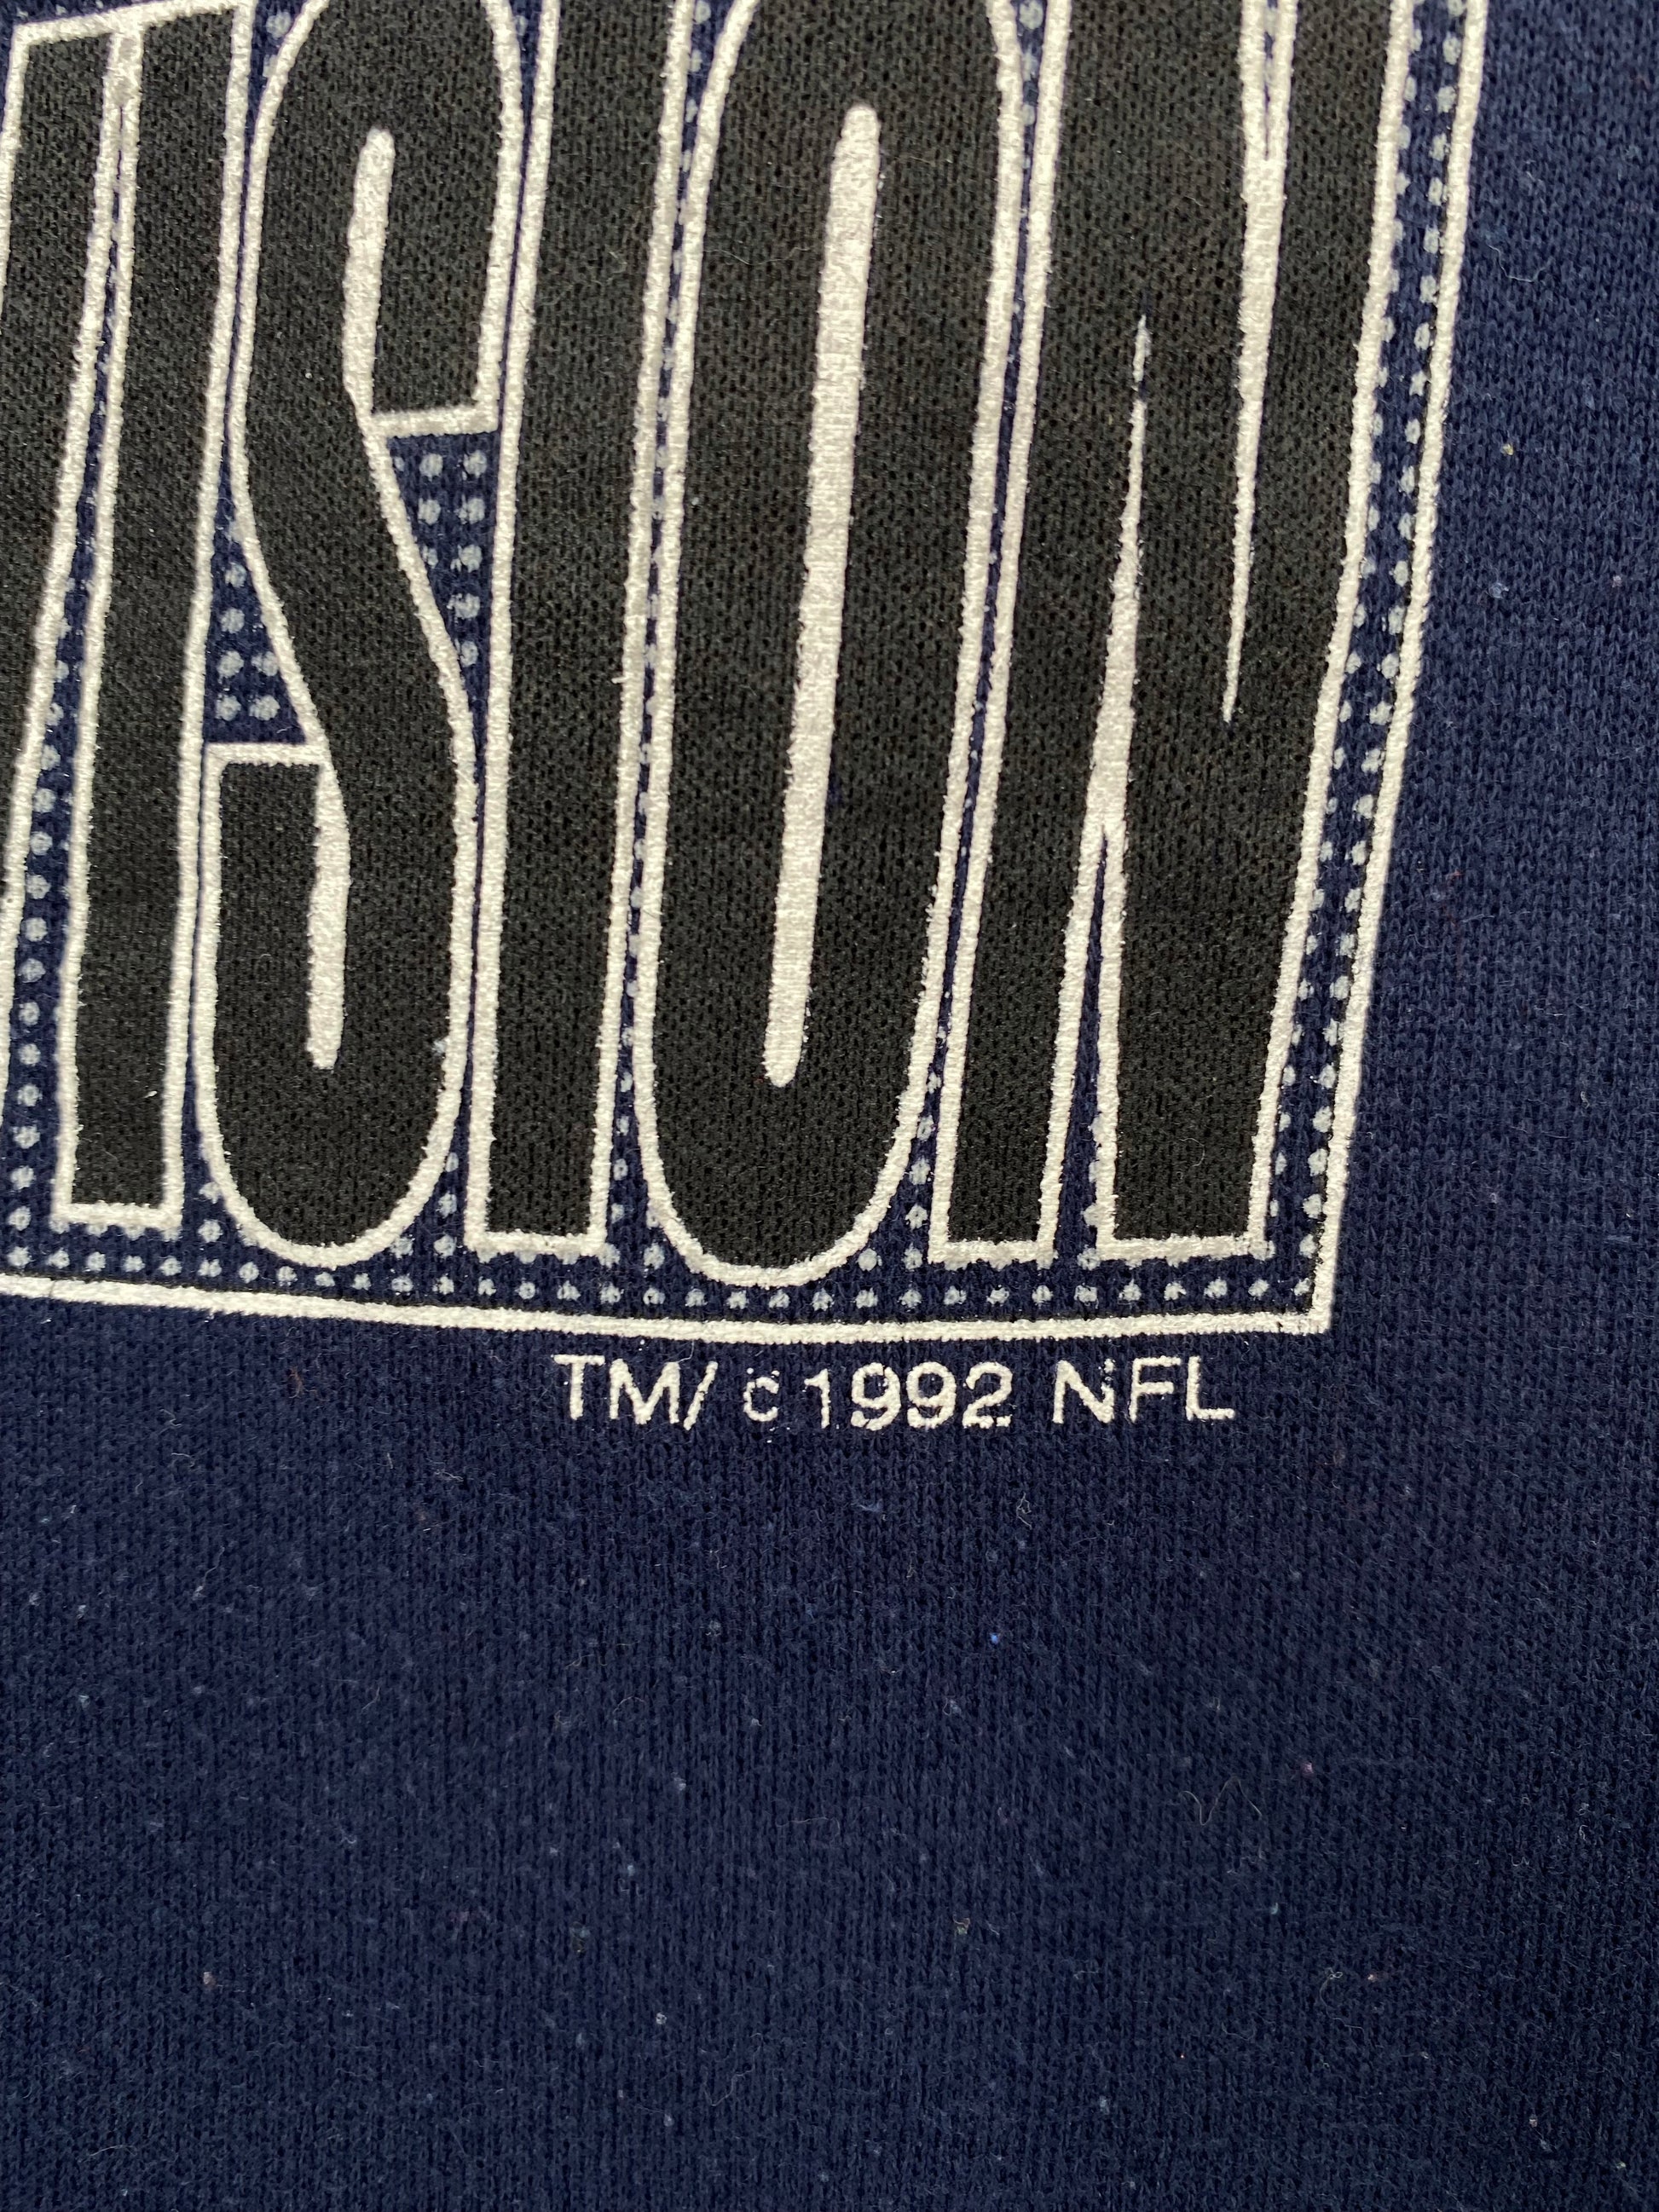 ISION
TM/ c 1992 NFL